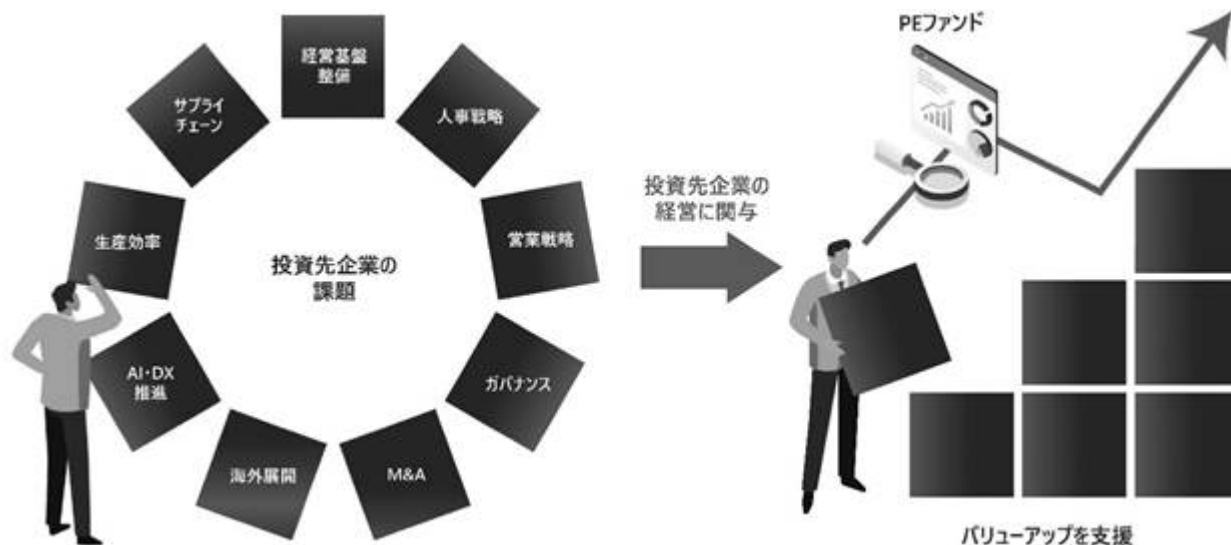 経営基盤
整値
人事戦略
営業戦略
ガバナンス
M&A
海外展開
AI・DX
推進
生産効率
サプライ
チェーン
投資先企業の
課題
投資先企業の
経営に関与
PEファンド
バリューアップを支援